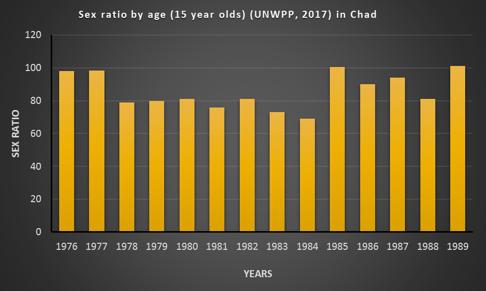 Sex ratio by age (15 year olds) (UNWPP, 2017) in Chad
120
100
80
60
40
20
0
SEX RATIO
1976 1977 1978 1979 1980 1981 1982 1983 1984 1985 1986 1987 1988 1989
YEARS